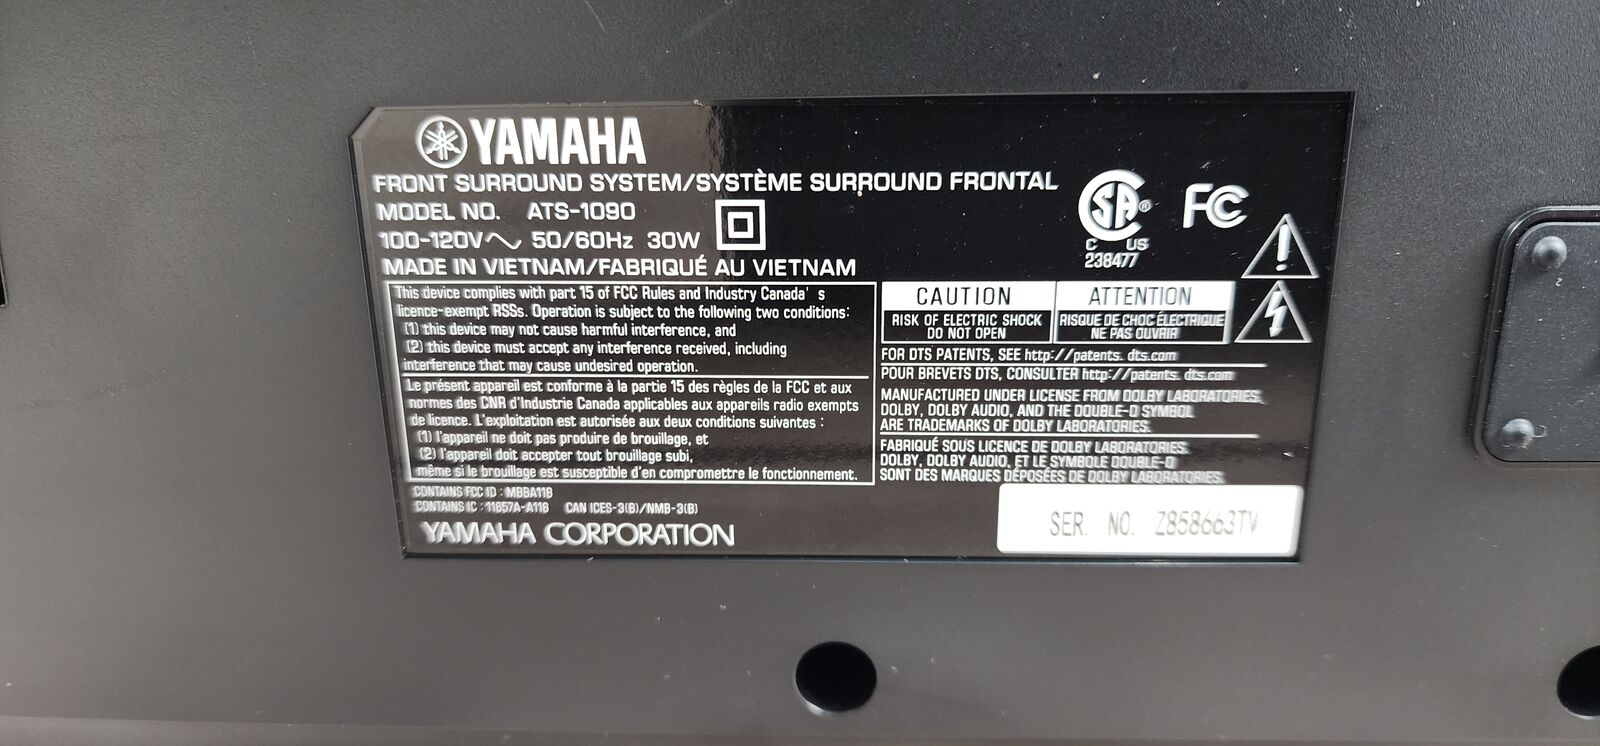 YAMAHA
FRONT SURROUND SYSTEM/SYSTÈME SURROUND FRONTAL
MODEL NO. ATS-1090
100-120V～ 50/60Hz 30W
MADE IN VIETNAM/FABRIQUÉ AU VIETNAM
SA ®
C US
238477
FC
This device complies with part 15 of FCC Rules and Industry Canada's
licence-exempt RSSs. Operation is subject to the following two conditions:
(1) this device may not cause harmful interference, and
(2) this device must accept any interference received, including
interference that may cause undesired operation.
Le présent appareil est conforme à la partie 15 des règles de la FCC et aux
normes des CNR d'Industrie Canada applicables aux appareils radio exempts
de licence. L'exploitation est autorisée aux deux conditions suivantes :
(1) l'appareil ne doit pas produire de brouillage, et
(2) l'appareil doit accepter tout brouillage subi,
même si le brouillage est susceptible d'en compromettre le fonctionnement.
CONTAINS FCC ID : MBBA11B
CONTAINS IC : 11657A-A11B CAN ICES-3(B)/NMB-3(B)
YAMAHA CORPORATION
CAUTION
RISK OF ELECTRIC SHOCK
DO NOT OPEN
ATTENTION
RISQUE DE CHOC ÉLECTRIQUE
NE PAS OUVRIR
FOR DTS PATENTS, SEE http://patents.dts.com
POUR BREVETS DTS, CONSULTER http://patents.dts.com
MANUFACTURED UNDER LICENSE FROM DOLBY LABORATORIES.
DOLBY, DOLBY AUDIO, AND THE DOUBLE-D SYMBOL
ARE TRADEMARKS OF DOLBY LABORATORIES.
FABRIQUÉ SOUS LICENCE DE DOLBY LABORATORIES.
DOLBY, DOLBY AUDIO, ET LE SYMBOLE DOUBLE-D
SONT DES MARQUES DÉPOSÉES DE DOLBY LABORATORIES.
SER. NO. Z858663TV